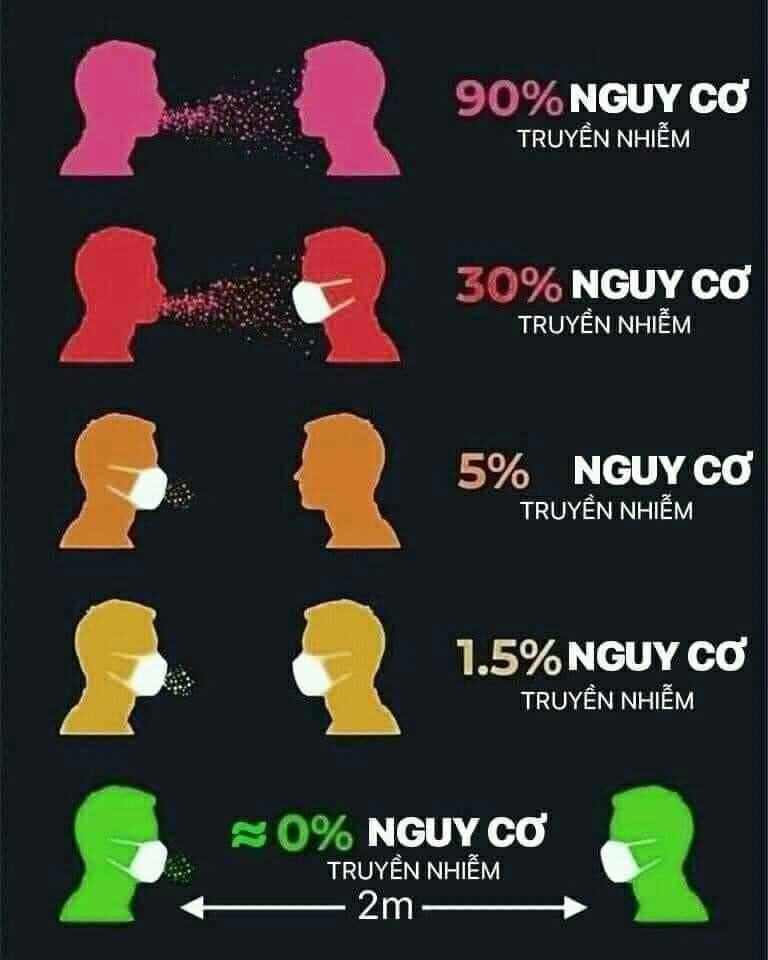 90% NGUY CƠ
TRUYỀN NHIỄM
30% NGUY CƠ
TRUYỀN NHIỄM
5% NGUY CƠ
TRUYỀN NHIỄM
1.5% NGUY CƠ
TRUYỀN NHIỄM
≈ 0% NGUY CƠ
TRUYỀN NHIỄM
2m